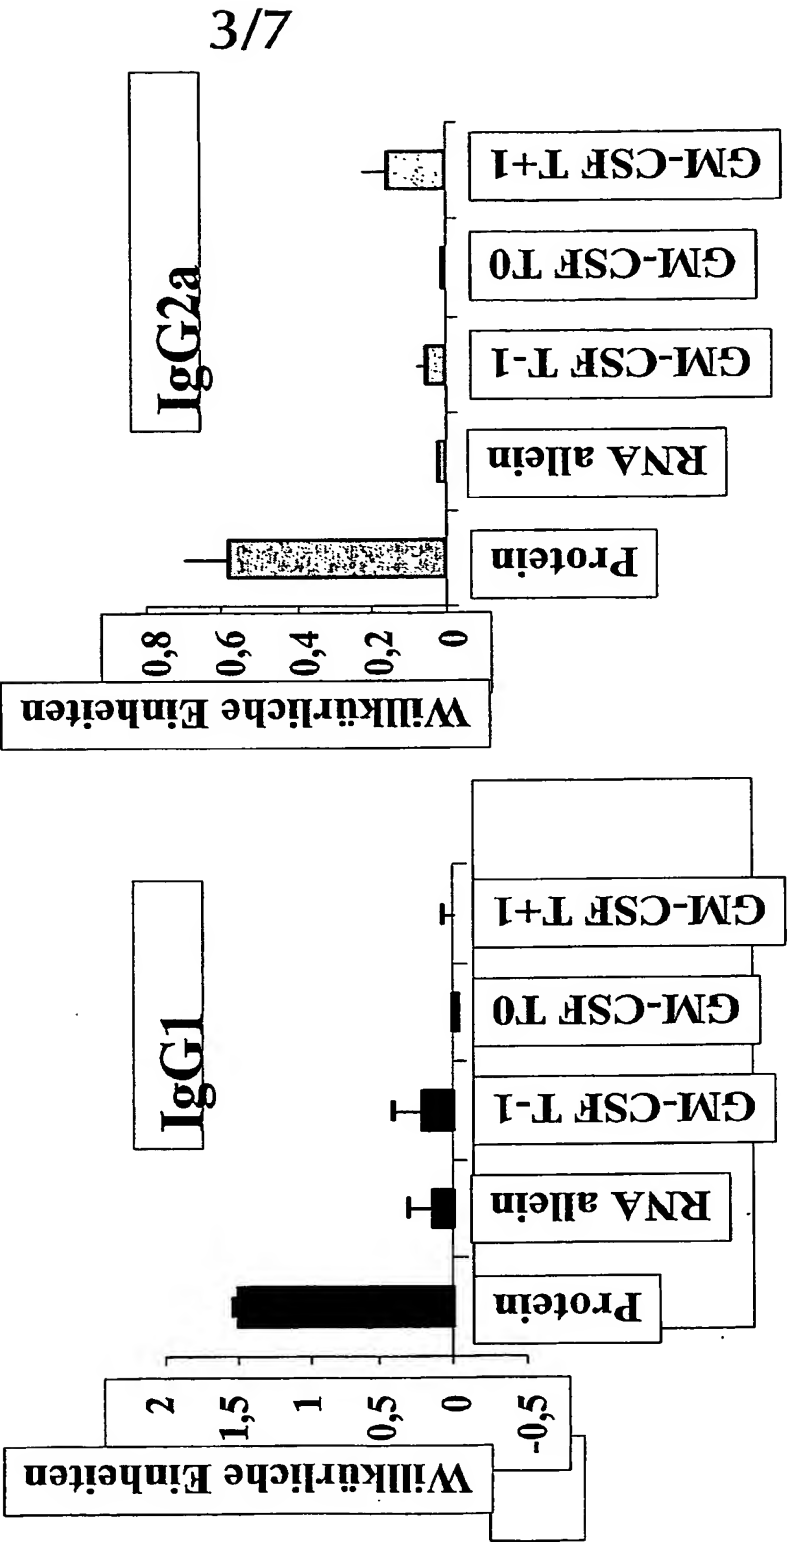 3/7
IgG1
Willkürliche Einheiten
2
1,5
1
0,5
0
-0,5
Protein
RNA allein
GM-CSF T-1
GM-CSF T0
GM-CSF T+1
IgG2a
Willkürliche Einheiten
0,8
0,6
0,4
0,2
0
Protein
RNA allein
GM-CSF T-1
GM-CSF T0
GM-CSF T+1